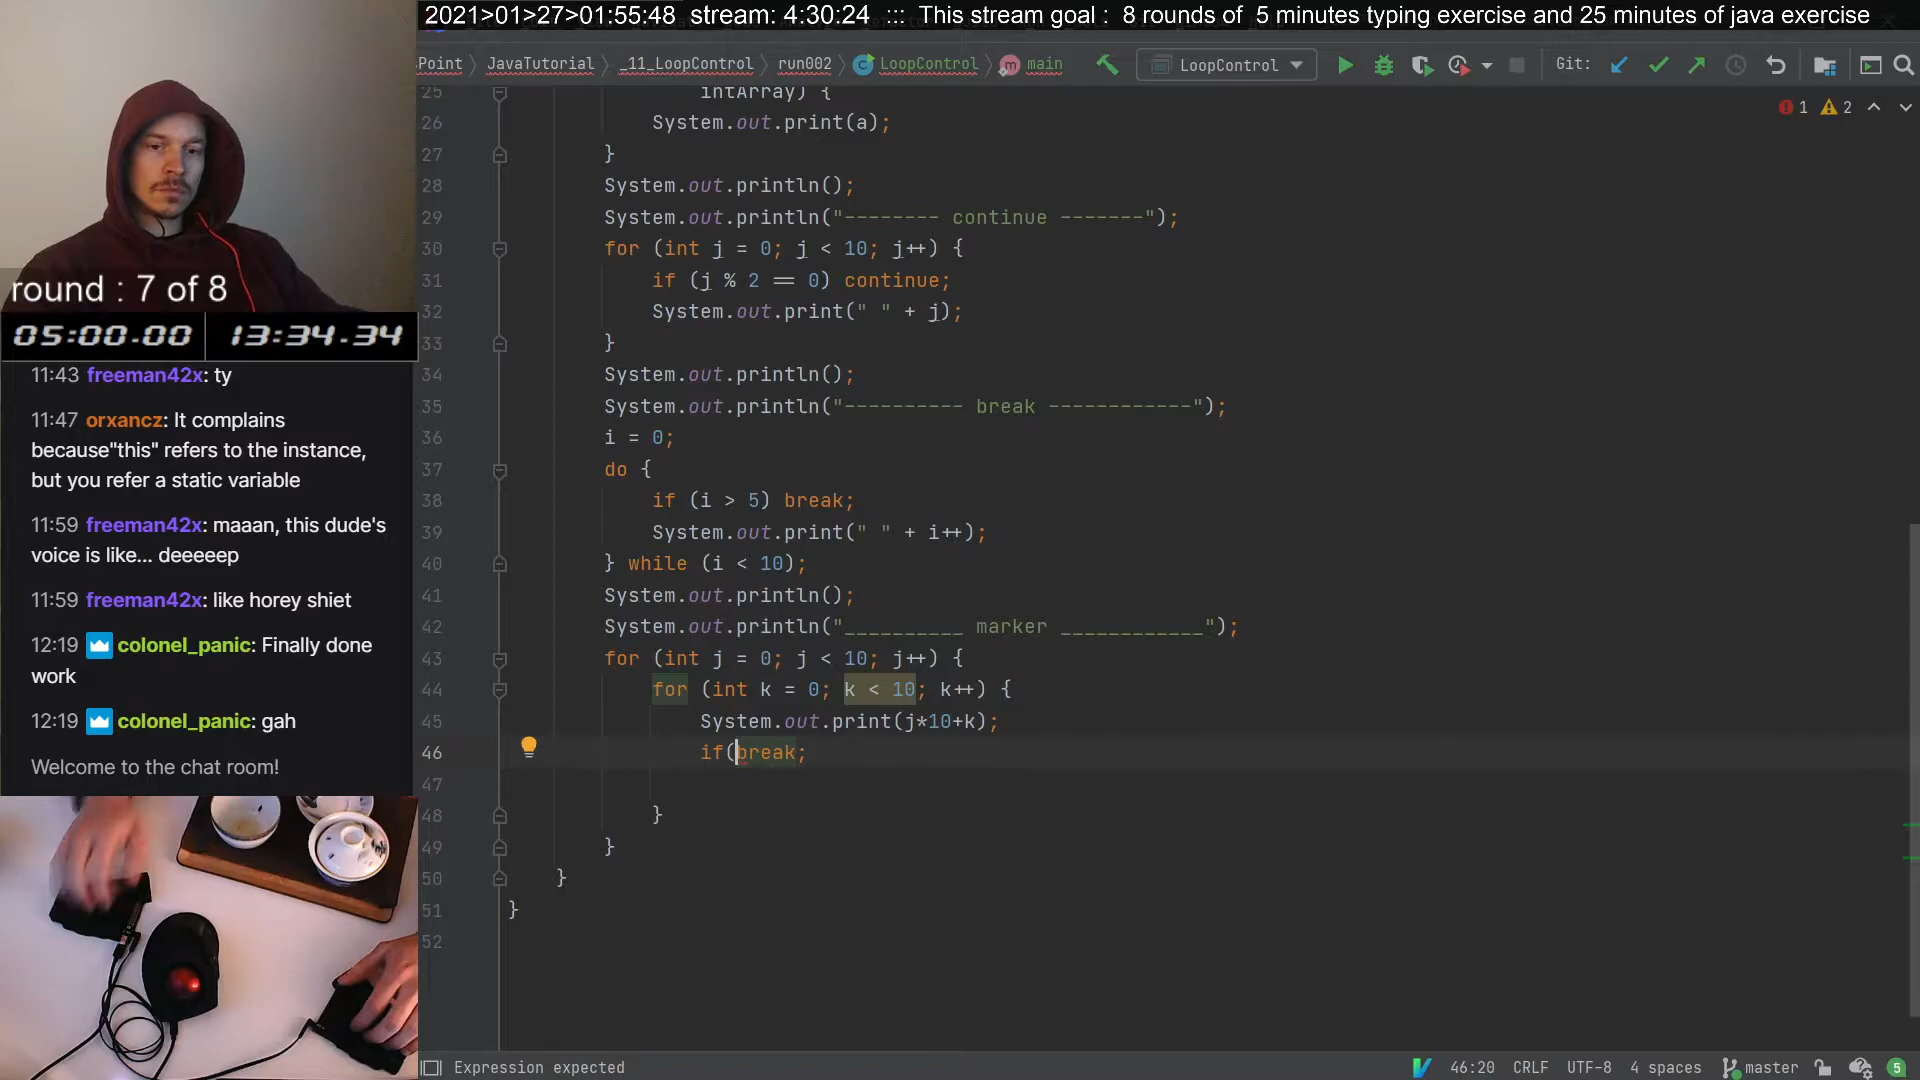 2021>01>27>01:55:48  stream: 4:30:24  :::  This stream goal :  8 rounds of  5 minutes typing exercise and 25 minutes of java exercise
sPoint > JavaTutorial > _11_LoopControl > run002 > LoopControl > main LoopControl Git:
1 2
round : 7 of 8
05:00.00 13:34.34
11:43 freeman42x: ty
11:47 orxancz: It complains
because"this" refers to the instance,
but you refer a static variable
11:59 freeman42x: maaan, this dude's
voice is like... deeeeep
11:59 freeman42x: like horey shiet
12:19 colonel_panic: Finally done
work
12:19 colonel_panic: gah
Welcome to the chat room!
25 intArray) {
26 System.out.print(a);
27 }
28 System.out.println();
29 System.out.println("-------- continue -------");
30 for (int j = 0; j < 10; j++) {
31 if (j % 2 == 0) continue;
32 System.out.print(" " + j);
33 }
34 System.out.println();
35 System.out.println("---------- break ------------");
36 i = 0;
37 do {
38 if (i > 5) break;
39 System.out.print(" " + i++);
40 } while (i < 10);
41 System.out.println();
42 System.out.println("__________ marker ____________");
43 for (int j = 0; j < 10; j++) {
44 for (int k = 0; k < 10; k++) {
45 System.out.print(j*10+k);
46 if(break;
47
48 }
49 }
50 }
51 }
52
Expression expected 46:20 CRLF UTF-8 4 spaces master 5